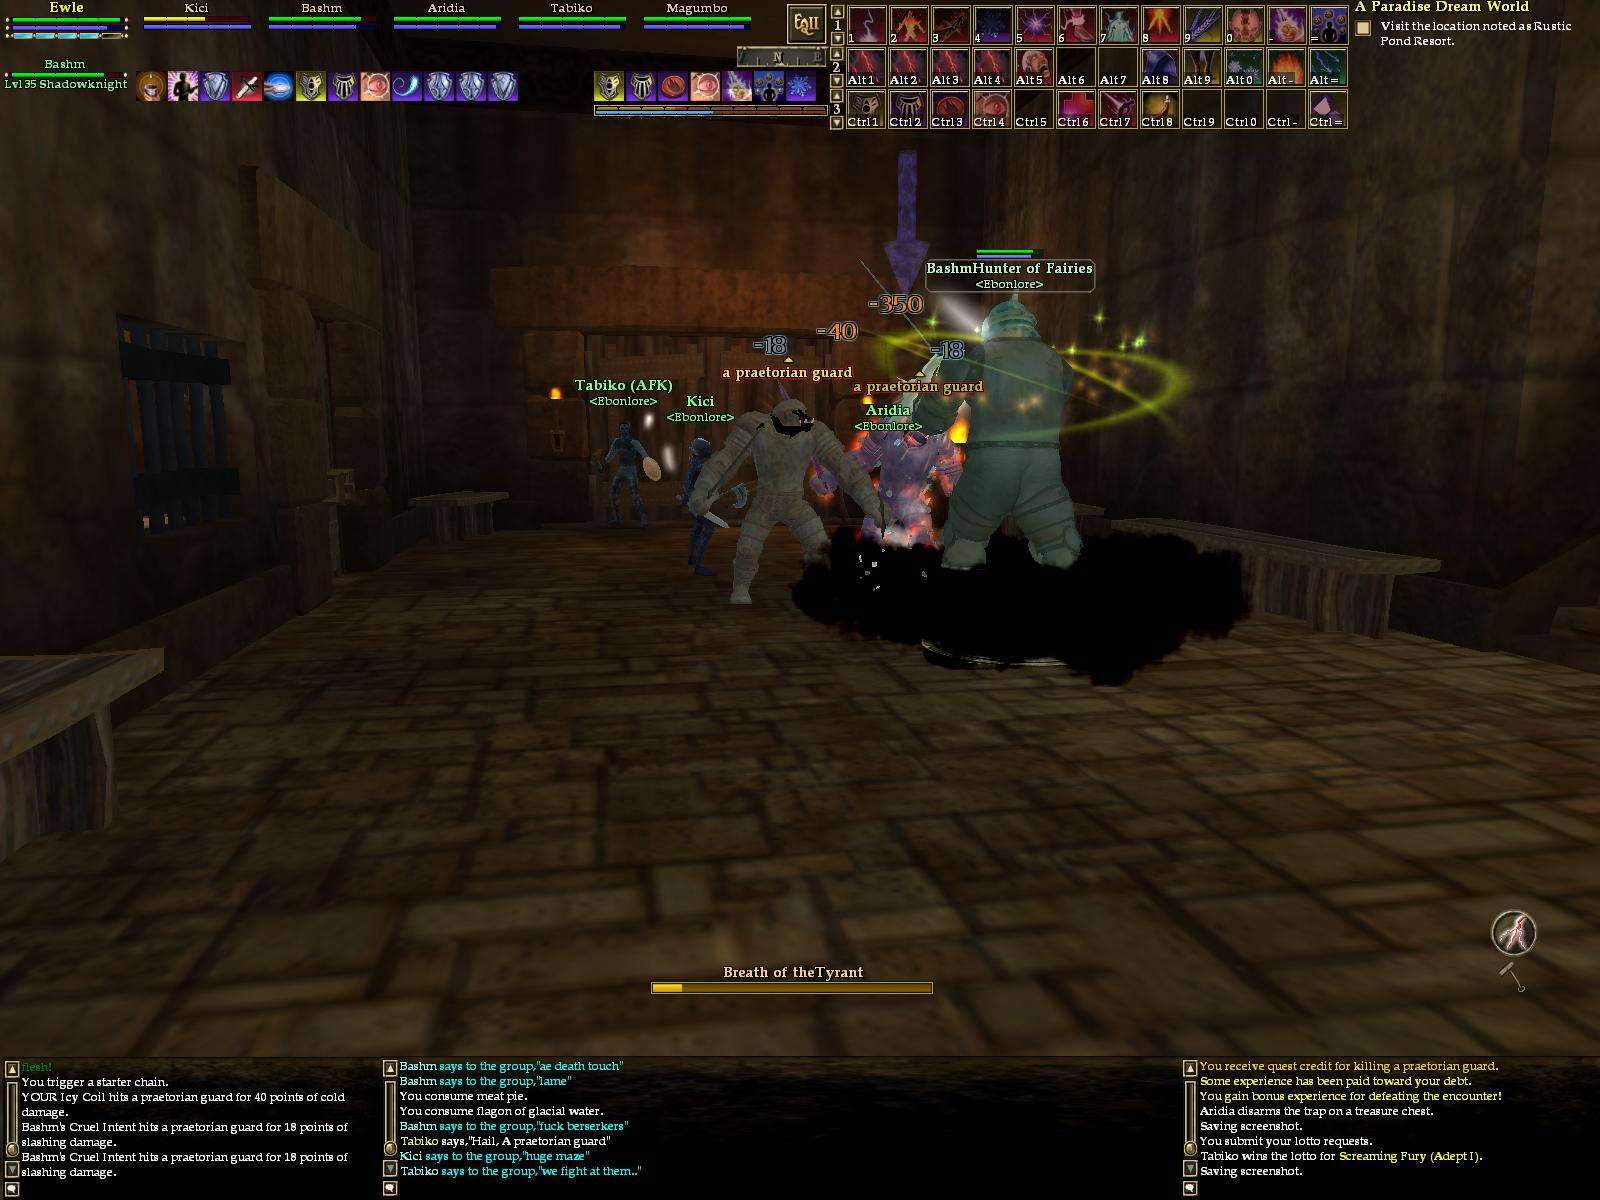 Ewle
Kici
Bashm
Aridia
Tabiko
Magumbo
Bashm
Lvl 35 Shadowknight
EQII
N E
1
2
3
1 2 3 4 5 6 7 8 9 0 - =
Alt1 Alt2 Alt3 Alt4 Alt5 Alt6 Alt7 Alt8 Alt9 Alt0 Alt- Alt=
Ctrl1 Ctrl2 Ctrl3 Ctrl4 Ctrl5 Ctrl6 Ctrl7 Ctrl8 Ctrl9 Ctrl0 Ctrl- Ctrl=
A Paradise Dream World
Visit the location noted as Rustic
Pond Resort.
BashmHunter of Fairies
<Ebonlore>
-350
-40
-18
-18
a praetorian guard
a praetorian guard
Tabiko (AFK)
<Ebonlore>
Kici
<Ebonlore>
Aridia
<Ebonlore>
Breath of theTyrant
flesh!
You trigger a starter chain.
YOUR Icy Coil hits a praetorian guard for 40 points of cold
damage.
Bashm's Cruel Intent hits a praetorian guard for 18 points of
slashing damage.
Bashm's Cruel Intent hits a praetorian guard for 18 points of
slashing damage.
Bashm says to the group,"ae death touch"
Bashm says to the group,"lame"
You consume meat pie.
You consume flagon of glacial water.
Bashm says to the group,"fuck berserkers"
Tabiko says,"Hail, A praetorian guard"
Kici says to the group,"huge maze"
Tabiko says to the group,"we fight at them.."
You receive quest credit for killing a praetorian guard.
Some experience has been paid toward your debt.
You gain bonus experience for defeating the encounter!
Aridia disarms the trap on a treasure chest.
Saving screenshot.
You submit your lotto requests.
Tabiko wins the lotto for Screaming Fury (Adept I).
Saving screenshot.